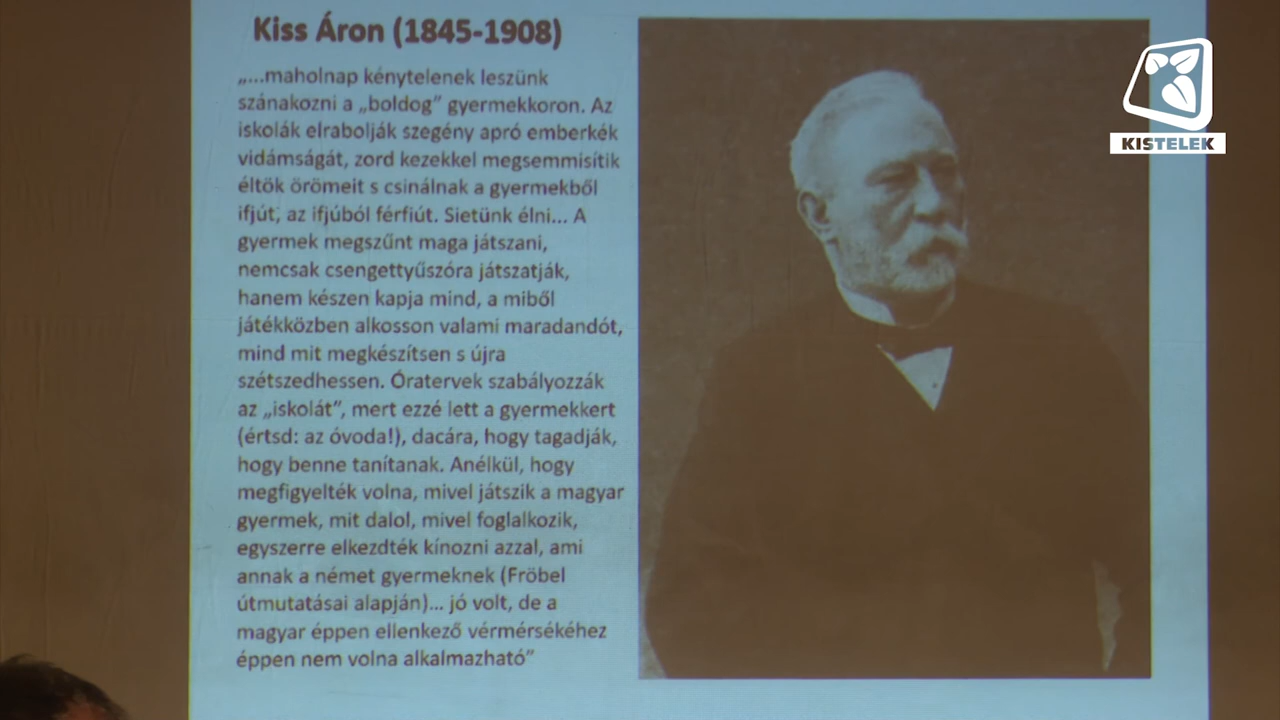 Kiss Áron (1845-1908)
„...maholnap kénytelenek leszünk
szánakozni a „boldog” gyermekkoron. Az
iskolák elrabolják szegény apró emberkék
vidámságát, zord kezekkel megsemmisítik
éltök örömeit s csinálnak a gyermekből
ifjút, az ifjúból férfiút. Sietünk élni... A
gyermek megszűnt maga játszani,
nemcsak csengettyűszóra játszatják,
hanem készen kapja mind, a miből
játékközben alkosson valami maradandót,
mind mit megkészítsen s újra
szétszedhessen. Óratervek szabályozzák
az „iskolát”, mert ezzé lett a gyermekkert
(értsd: az óvoda!), dacára, hogy tagadják,
hogy benne tanítanak. Anélkül, hogy
megfigyelték volna, mivel játszik a magyar
gyermek, mit dalol, mivel foglalkozik,
egyszerre elkezdték kínozni azzal, ami
annak a német gyermeknek (Fröbel
útmutatásai alapján)... jó volt, de a
magyar éppen ellenkező vérmérsékéhez
éppen nem volna alkalmazható”
KISTELEK